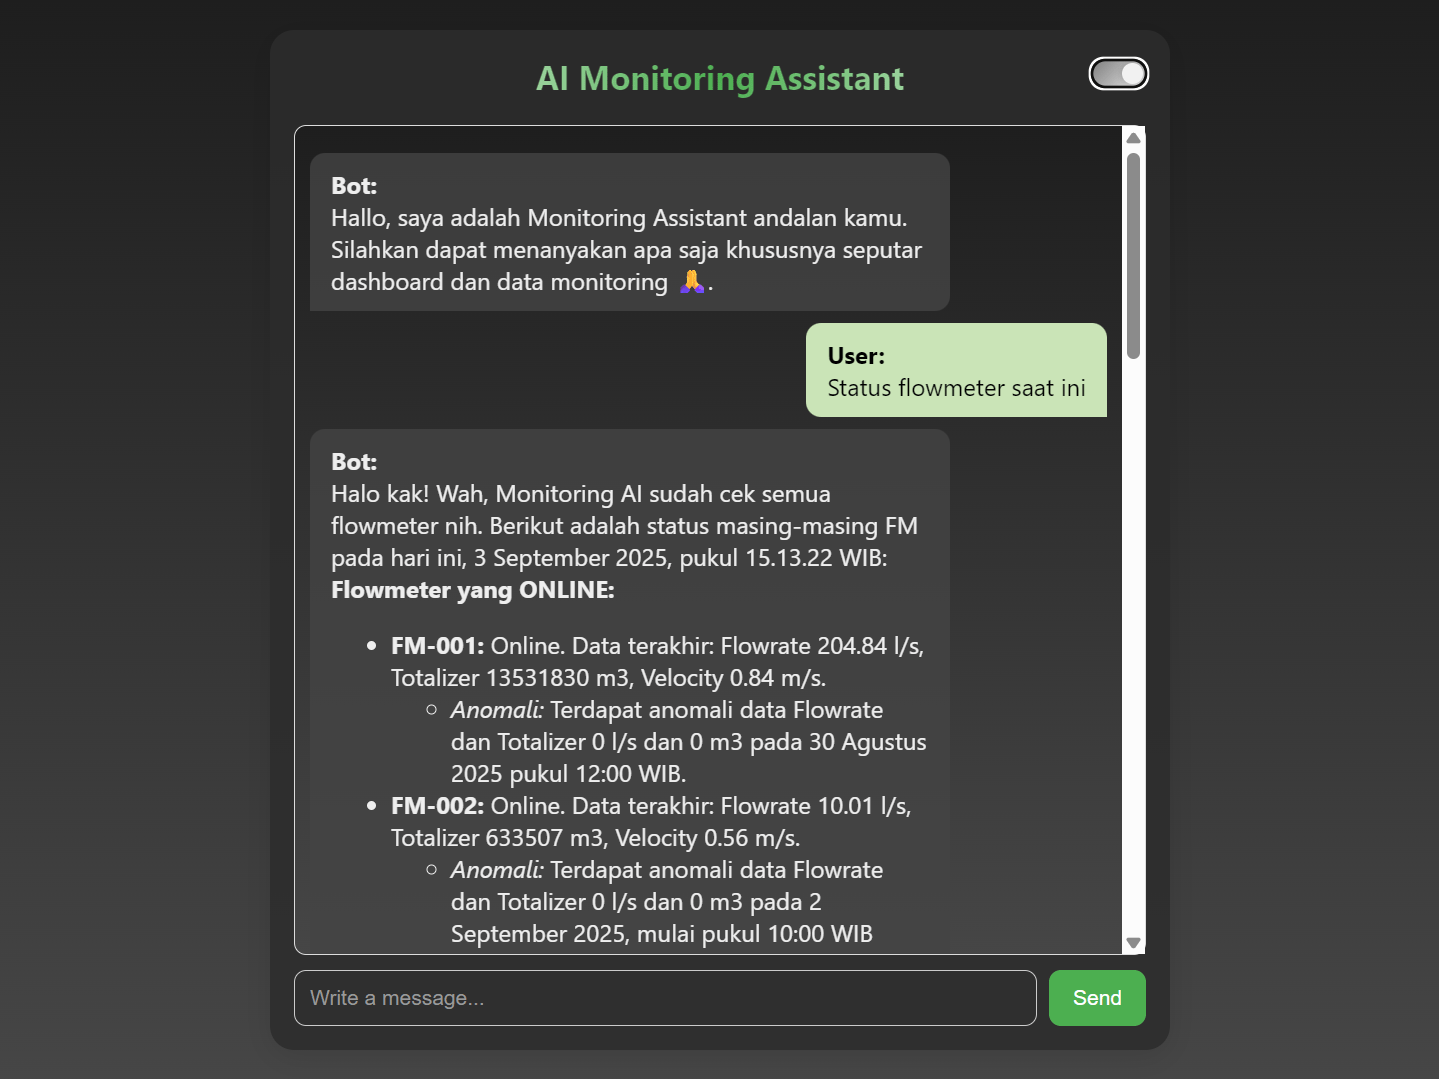 AI Monitoring Assistant
Bot:
Hallo, saya adalah Monitoring Assistant andalan kamu.
Silahkan dapat menanyakan apa saja khususnya seputar
dashboard dan data monitoring 🙏.
User:
Status flowmeter saat ini
Bot:
Halo kak! Wah, Monitoring AI sudah cek semua
flowmeter nih. Berikut adalah status masing-masing FM
pada hari ini, 3 September 2025, pukul 15.13.22 WIB:
Flowmeter yang ONLINE:
• FM-001: Online. Data terakhir: Flowrate 204.84 l/s,
Totalizer 13531830 m3, Velocity 0.84 m/s.
◦ Anomali: Terdapat anomali data Flowrate
dan Totalizer 0 l/s dan 0 m3 pada 30 Agustus
2025 pukul 12:00 WIB.
• FM-002: Online. Data terakhir: Flowrate 10.01 l/s,
Totalizer 633507 m3, Velocity 0.56 m/s.
◦ Anomali: Terdapat anomali data Flowrate
dan Totalizer 0 l/s dan 0 m3 pada 2
September 2025, mulai pukul 10:00 WIB
Write a message...
Send